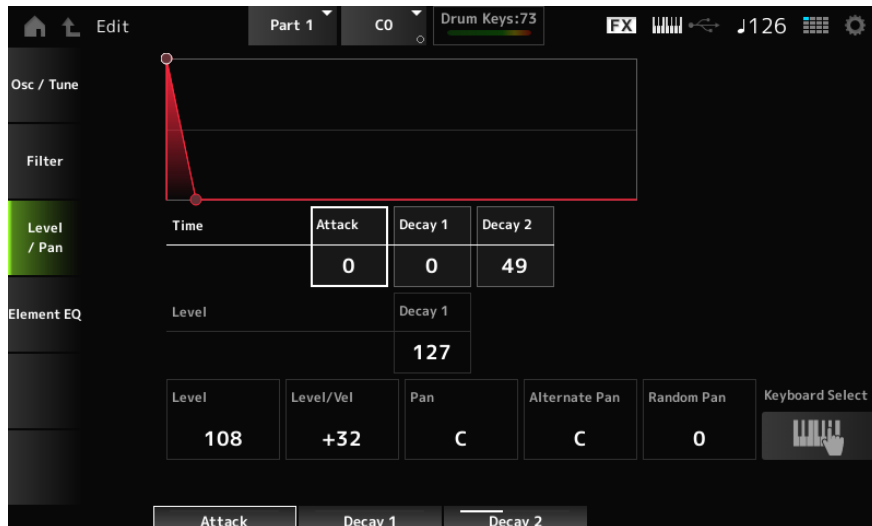 Edit
Part 1
C0
Drum Keys:73
FX
♩126
Osc / Tune
Filter
Level
/ Pan
Element EQ
Time
Attack
Decay 1
Decay 2
0
0
49
Level
Decay 1
127
Level
Level/Vel
Pan
Alternate Pan
Random Pan
Keyboard Select
108
+32
C
C
0
Attack
Decay 1
Decay 2